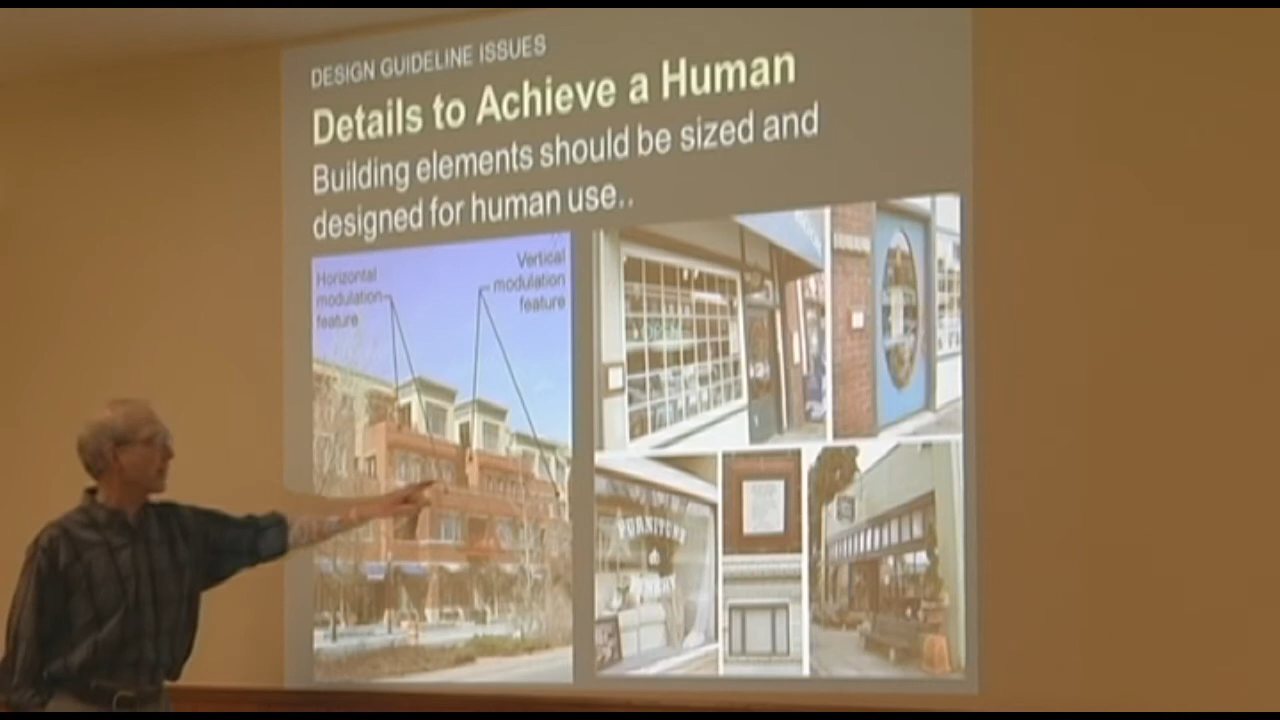 DESIGN GUIDELINE ISSUES
Details to Achieve a Human
Building elements should be sized and
designed for human use..
Horizontal
modulation
feature
Vertical
modulation
feature
FURNITURE